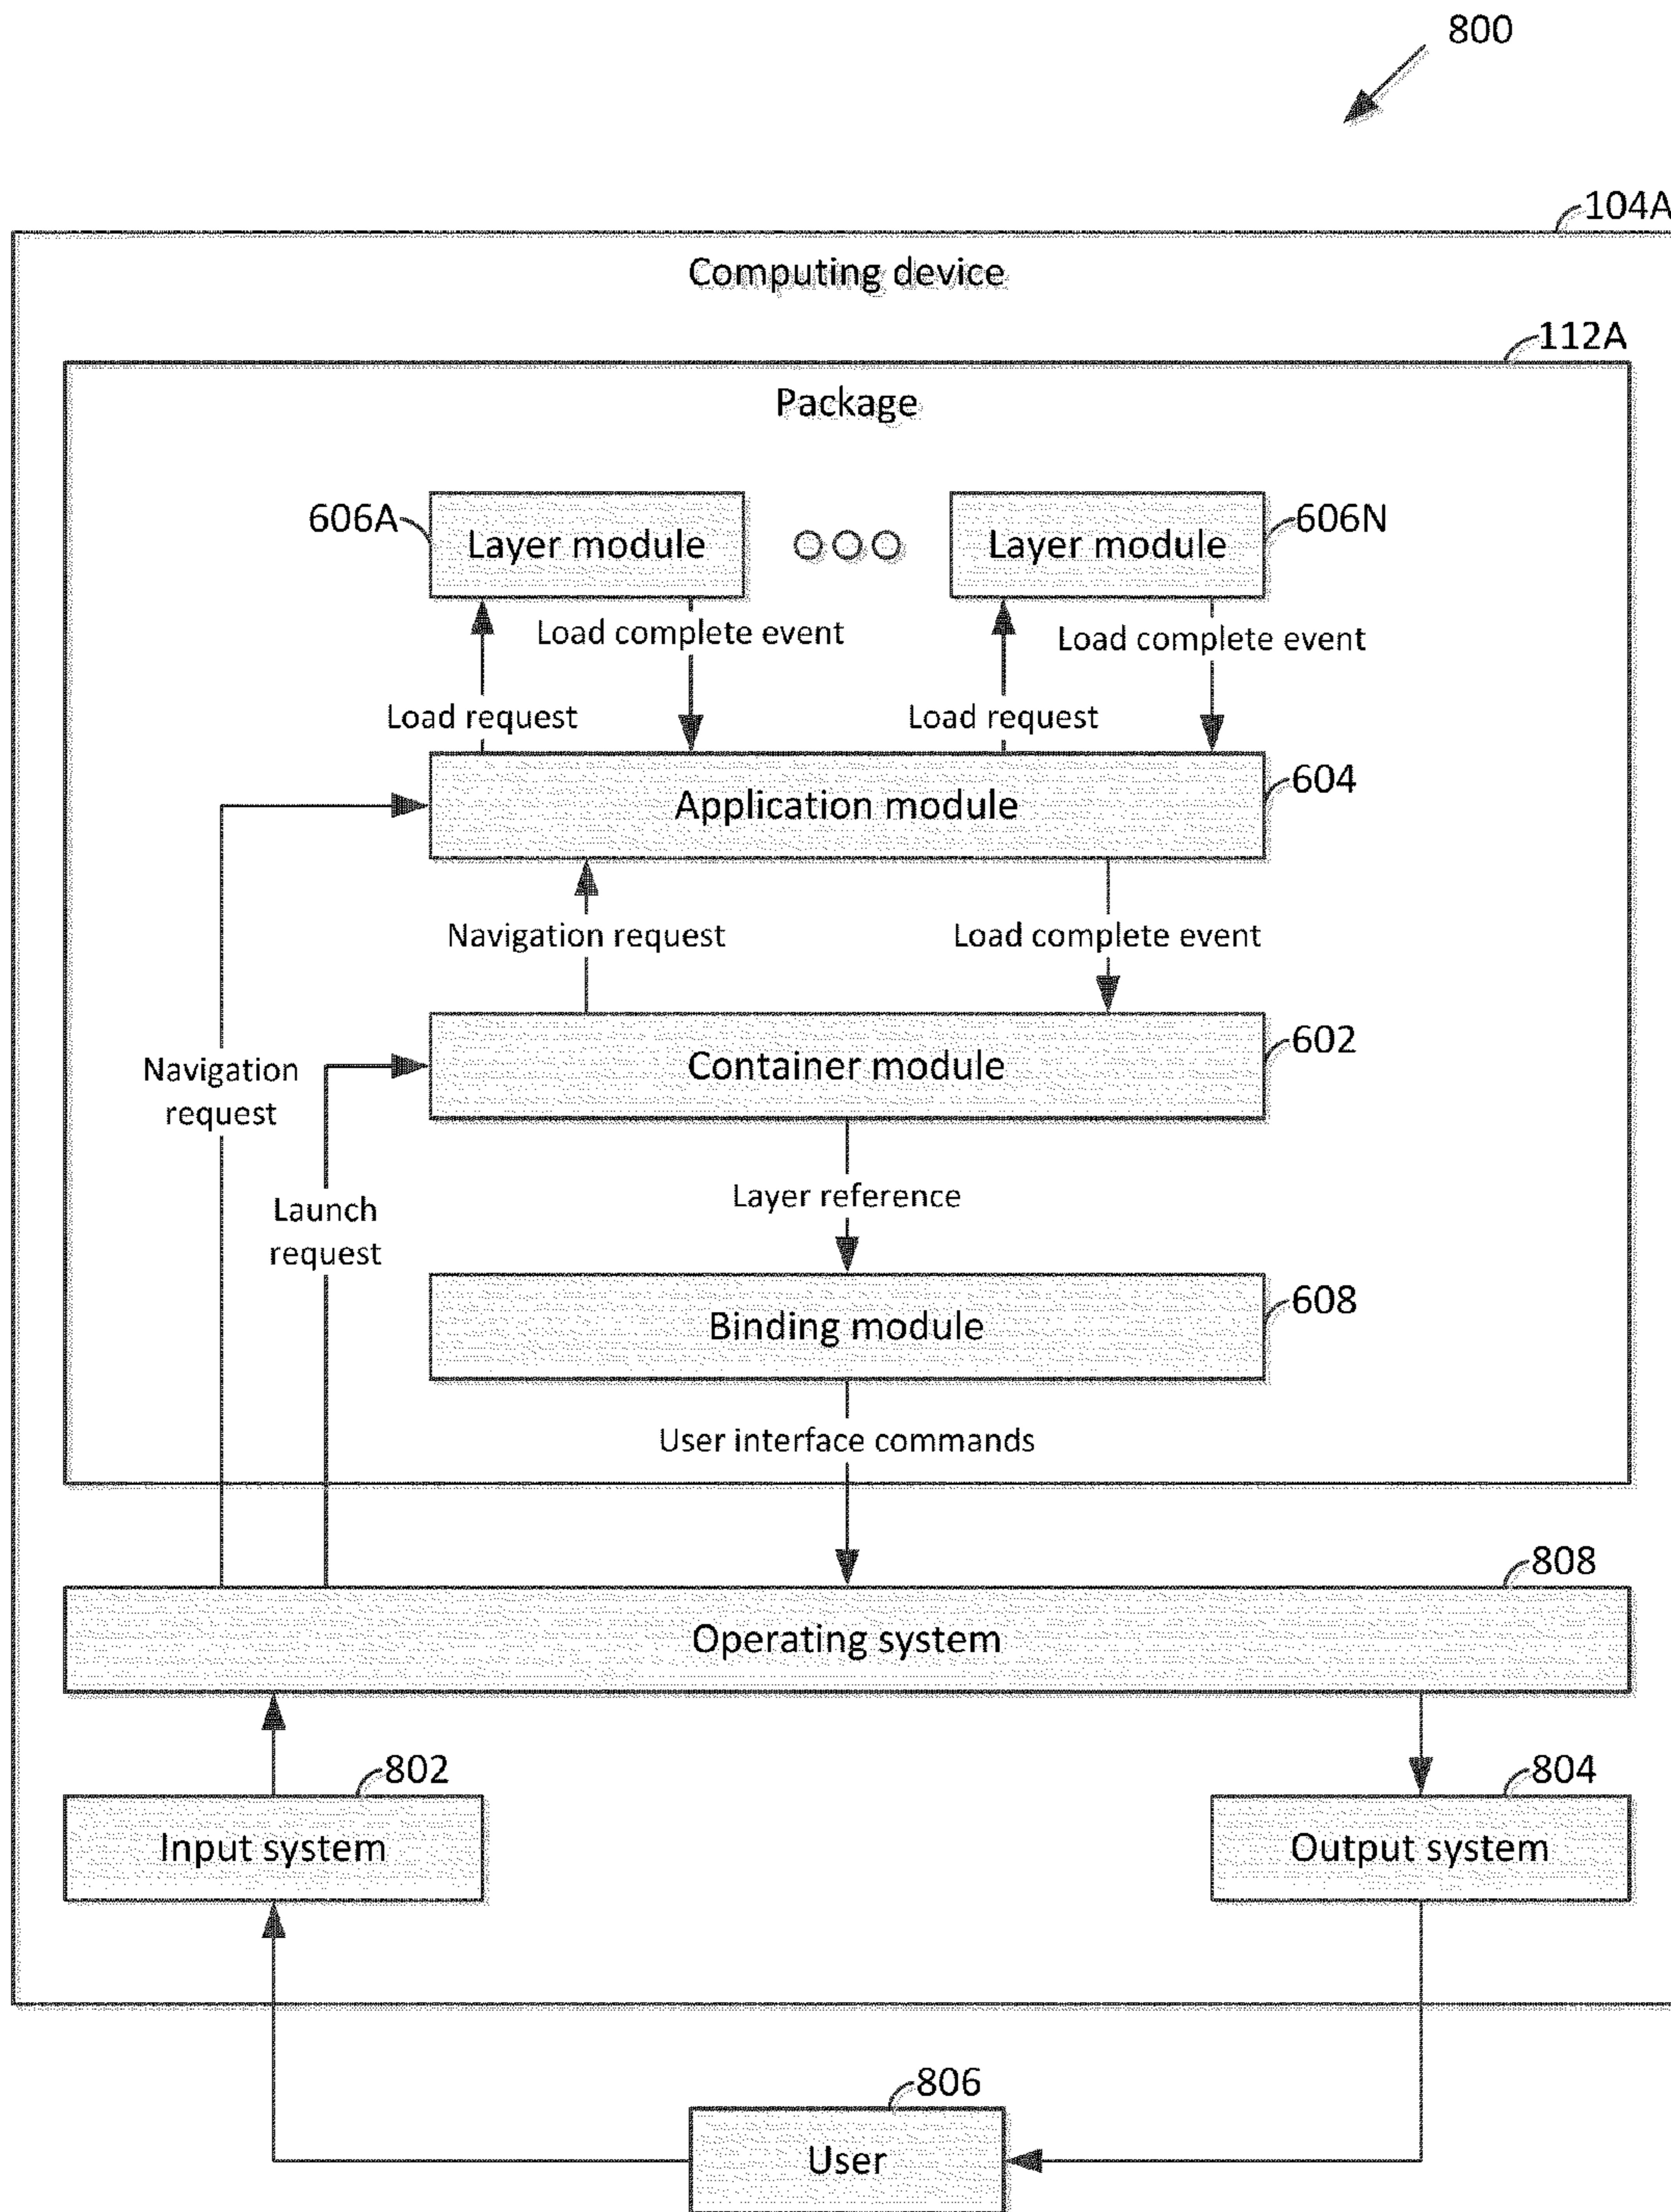 800
104A
Computing device
112A
Package
606A
Layer module
Layer module
606N
Load complete event
Load complete event
Load request
Load request
Application module
604
Navigation request
Load complete event
Container module
602
Navigation
request
Layer reference
Launch
request
Binding module
608
User interface commands
808
Operating system
802
Input system
804
Output system
806
User